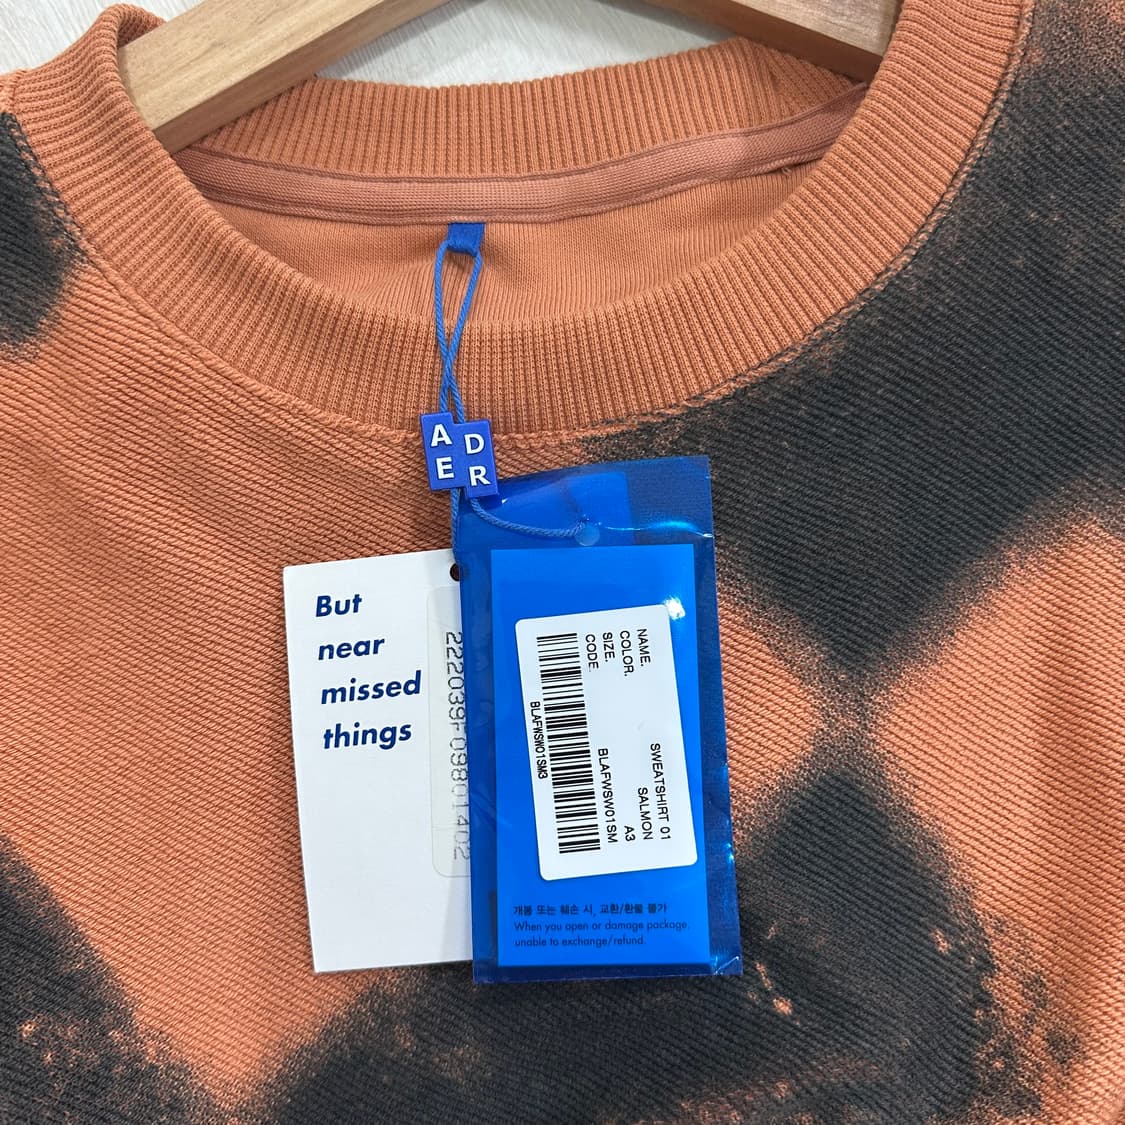 A D
E R
But
near
missed
things
222039F09801402
NAME. SWEATSHIRT 01
COLOR. SALMON
SIZE. A3
CODE. BLAFWSW01SM
BLAFWSW01SM3
개봉 또는 훼손 시, 교환/환불 불가
When you open or damage package,
unable to exchange/refund.